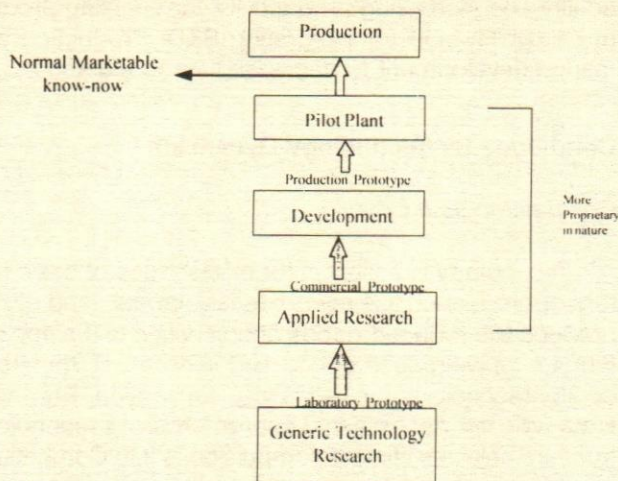 Production
Normal Marketable
know-now
Pilot Plant
Production Prototype
Development
More
Proprietary
in nature
Commercial Prototype
Applied Research
Laboratory Prototype
Generic Technology
Research